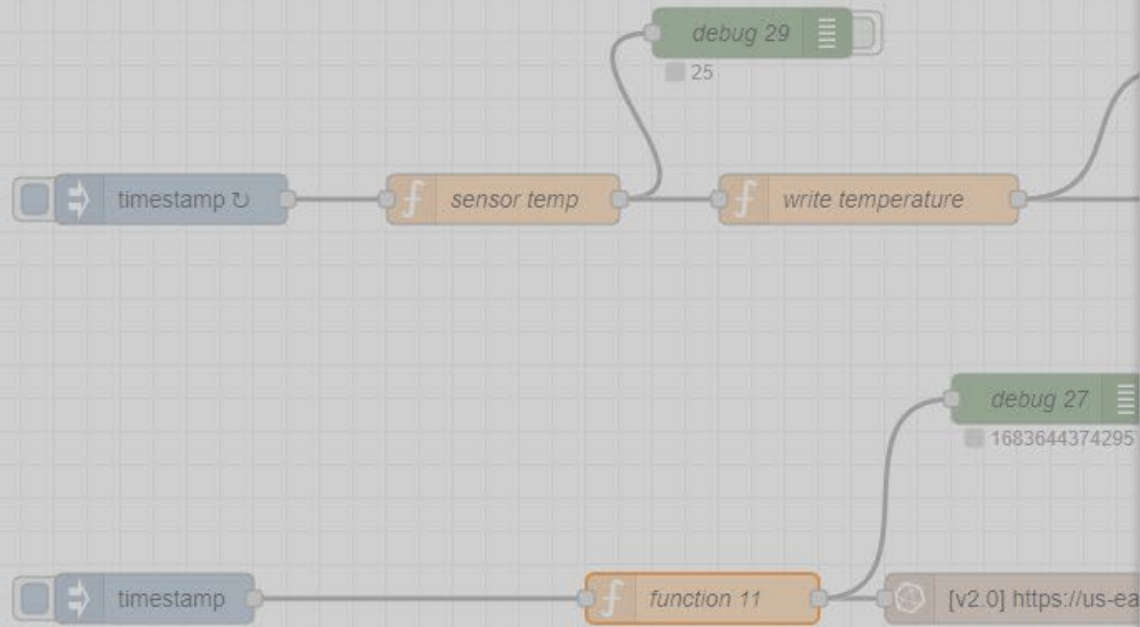 debug 29
25
timestamp ↻
sensor temp
write temperature
debug 27
1683644374295
timestamp
function 11
[v2.0] https://us-ea